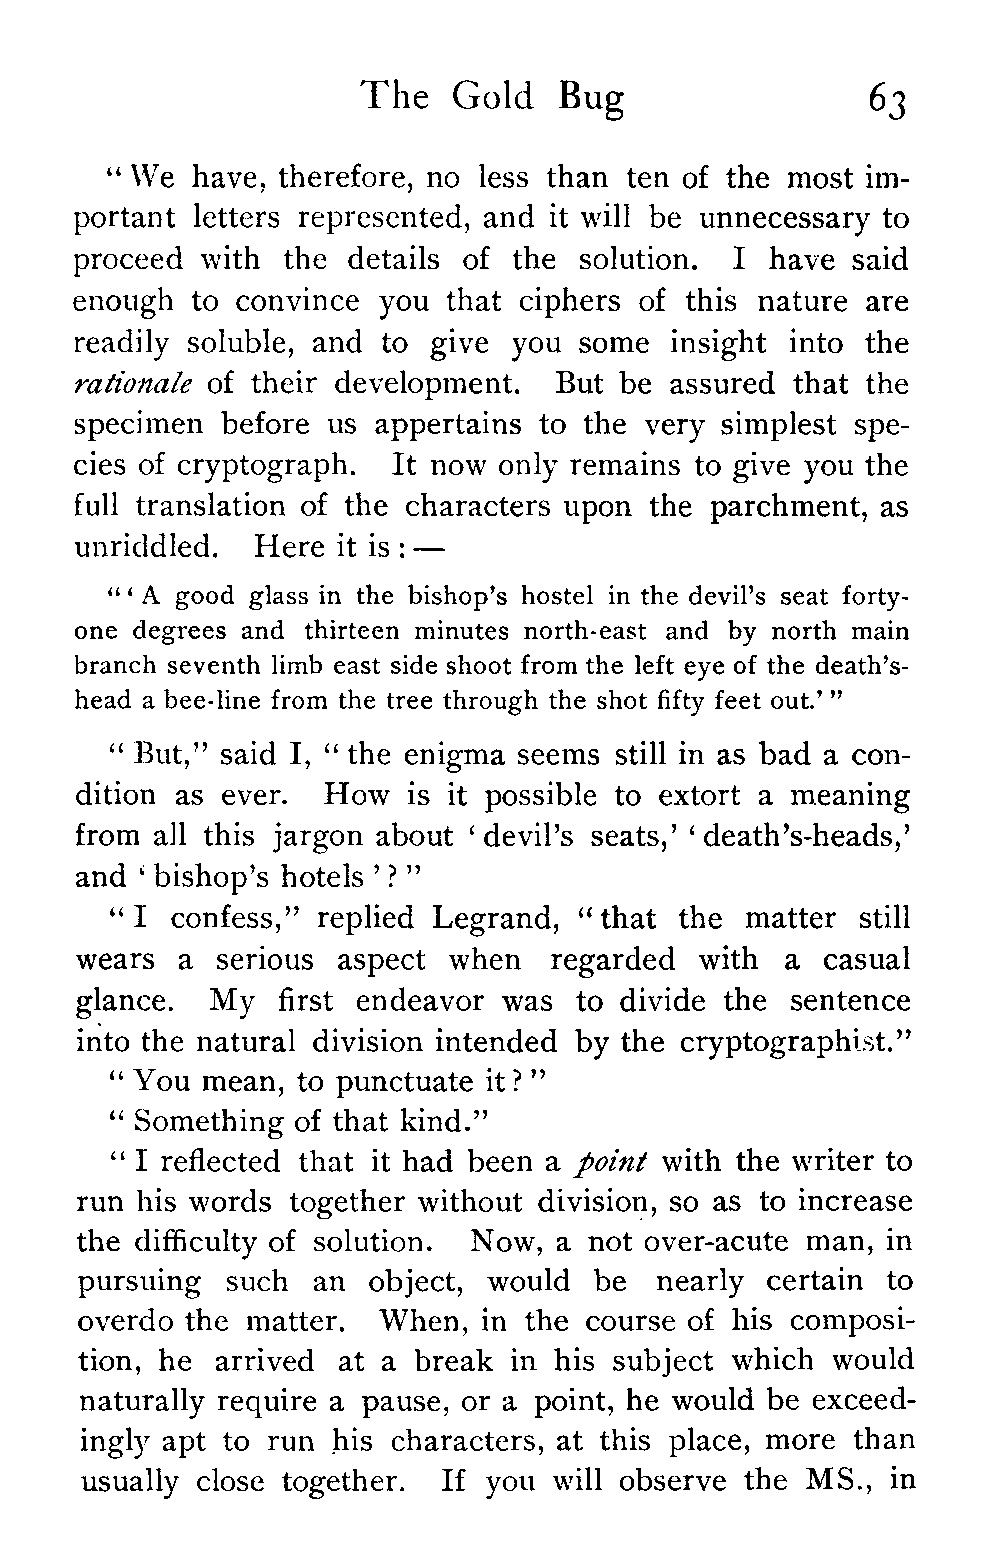 The Gold Bug 63
“ We have, therefore, no less than ten of the most im-
portant letters represented, and it will be unnecessary to
proceed with the details of the solution. I have said
enough to convince you that ciphers of this nature are
readily soluble, and to give you some insight into the
rationale of their development. But be assured that the
specimen before us appertains to the very simplest spe-
cies of cryptograph. It now only remains to give you the
full translation of the characters upon the parchment, as
unriddled. Here it is : —
“ ‘ A good glass in the bishop’s hostel in the devil’s seat forty-
one degrees and thirteen minutes north-east and by north main
branch seventh limb east side shoot from the left eye of the death’s-
head a bee-line from the tree through the shot fifty feet out.’ ”
“ But,” said I, “ the enigma seems still in as bad a con-
dition as ever. How is it possible to extort a meaning
from all this jargon about ‘ devil’s seats,’ ‘ death’s-heads,’
and ‘ bishop’s hotels ’ ? ”
“ I confess,” replied Legrand, “ that the matter still
wears a serious aspect when regarded with a casual
glance. My first endeavor was to divide the sentence
into the natural division intended by the cryptographist.”
“ You mean, to punctuate it ? ”
“ Something of that kind.”
“ I reflected that it had been a point with the writer to
run his words together without division, so as to increase
the difficulty of solution. Now, a not over-acute man, in
pursuing such an object, would be nearly certain to
overdo the matter. When, in the course of his composi-
tion, he arrived at a break in his subject which would
naturally require a pause, or a point, he would be exceed-
ingly apt to run his characters, at this place, more than
usually close together. If you will observe the MS., in